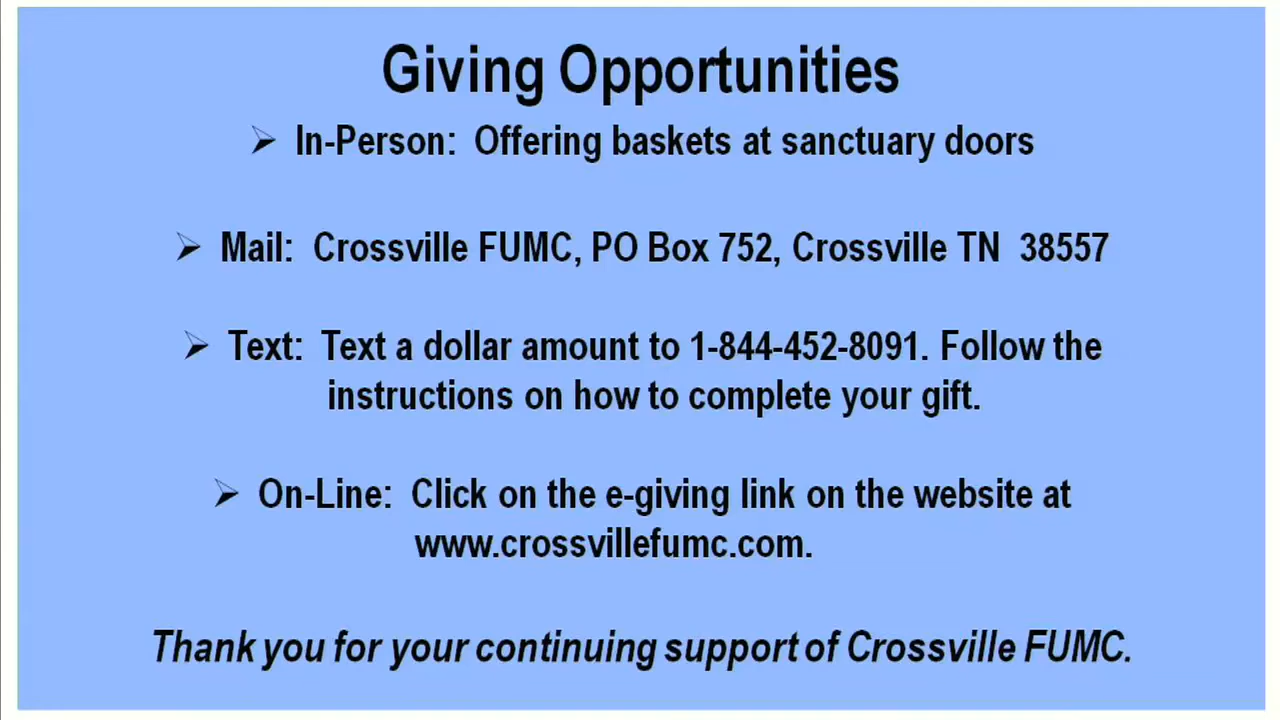 Giving Opportunities
➢ In-Person: Offering baskets at sanctuary doors
➢ Mail: Crossville FUMC, PO Box 752, Crossville TN 38557
➢ Text: Text a dollar amount to 1-844-452-8091. Follow the
instructions on how to complete your gift.
➢ On-Line: Click on the e-giving link on the website at
www.crossvillefumc.com.
Thank you for your continuing support of Crossville FUMC.